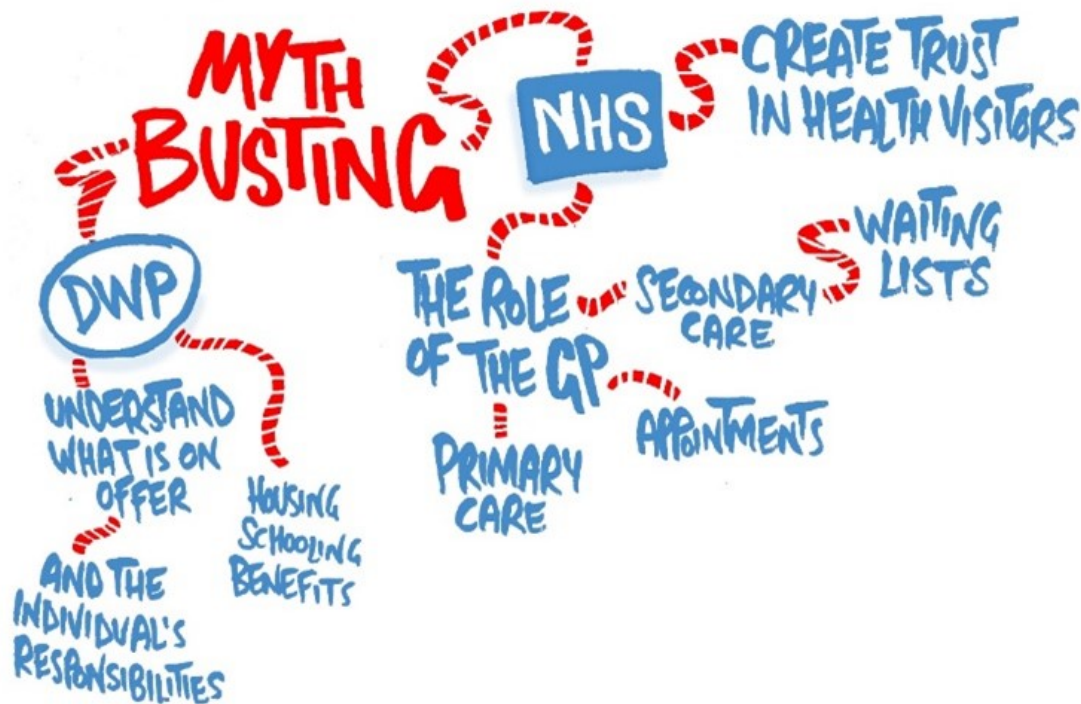 MYTH
BUSTING
NHS
CREATE TRUST
IN HEALTH VISITORS
THE ROLE
OF THE GP
SECONDARY
CARE
WAITING
LISTS
APPOINTMENTS
PRIMARY
CARE
DWP
UNDERSTAND
WHAT IS ON
OFFER
AND THE
INDIVIDUAL'S
RESPONSIBILITIES
HOUSING
SCHOOLING
BENEFITS